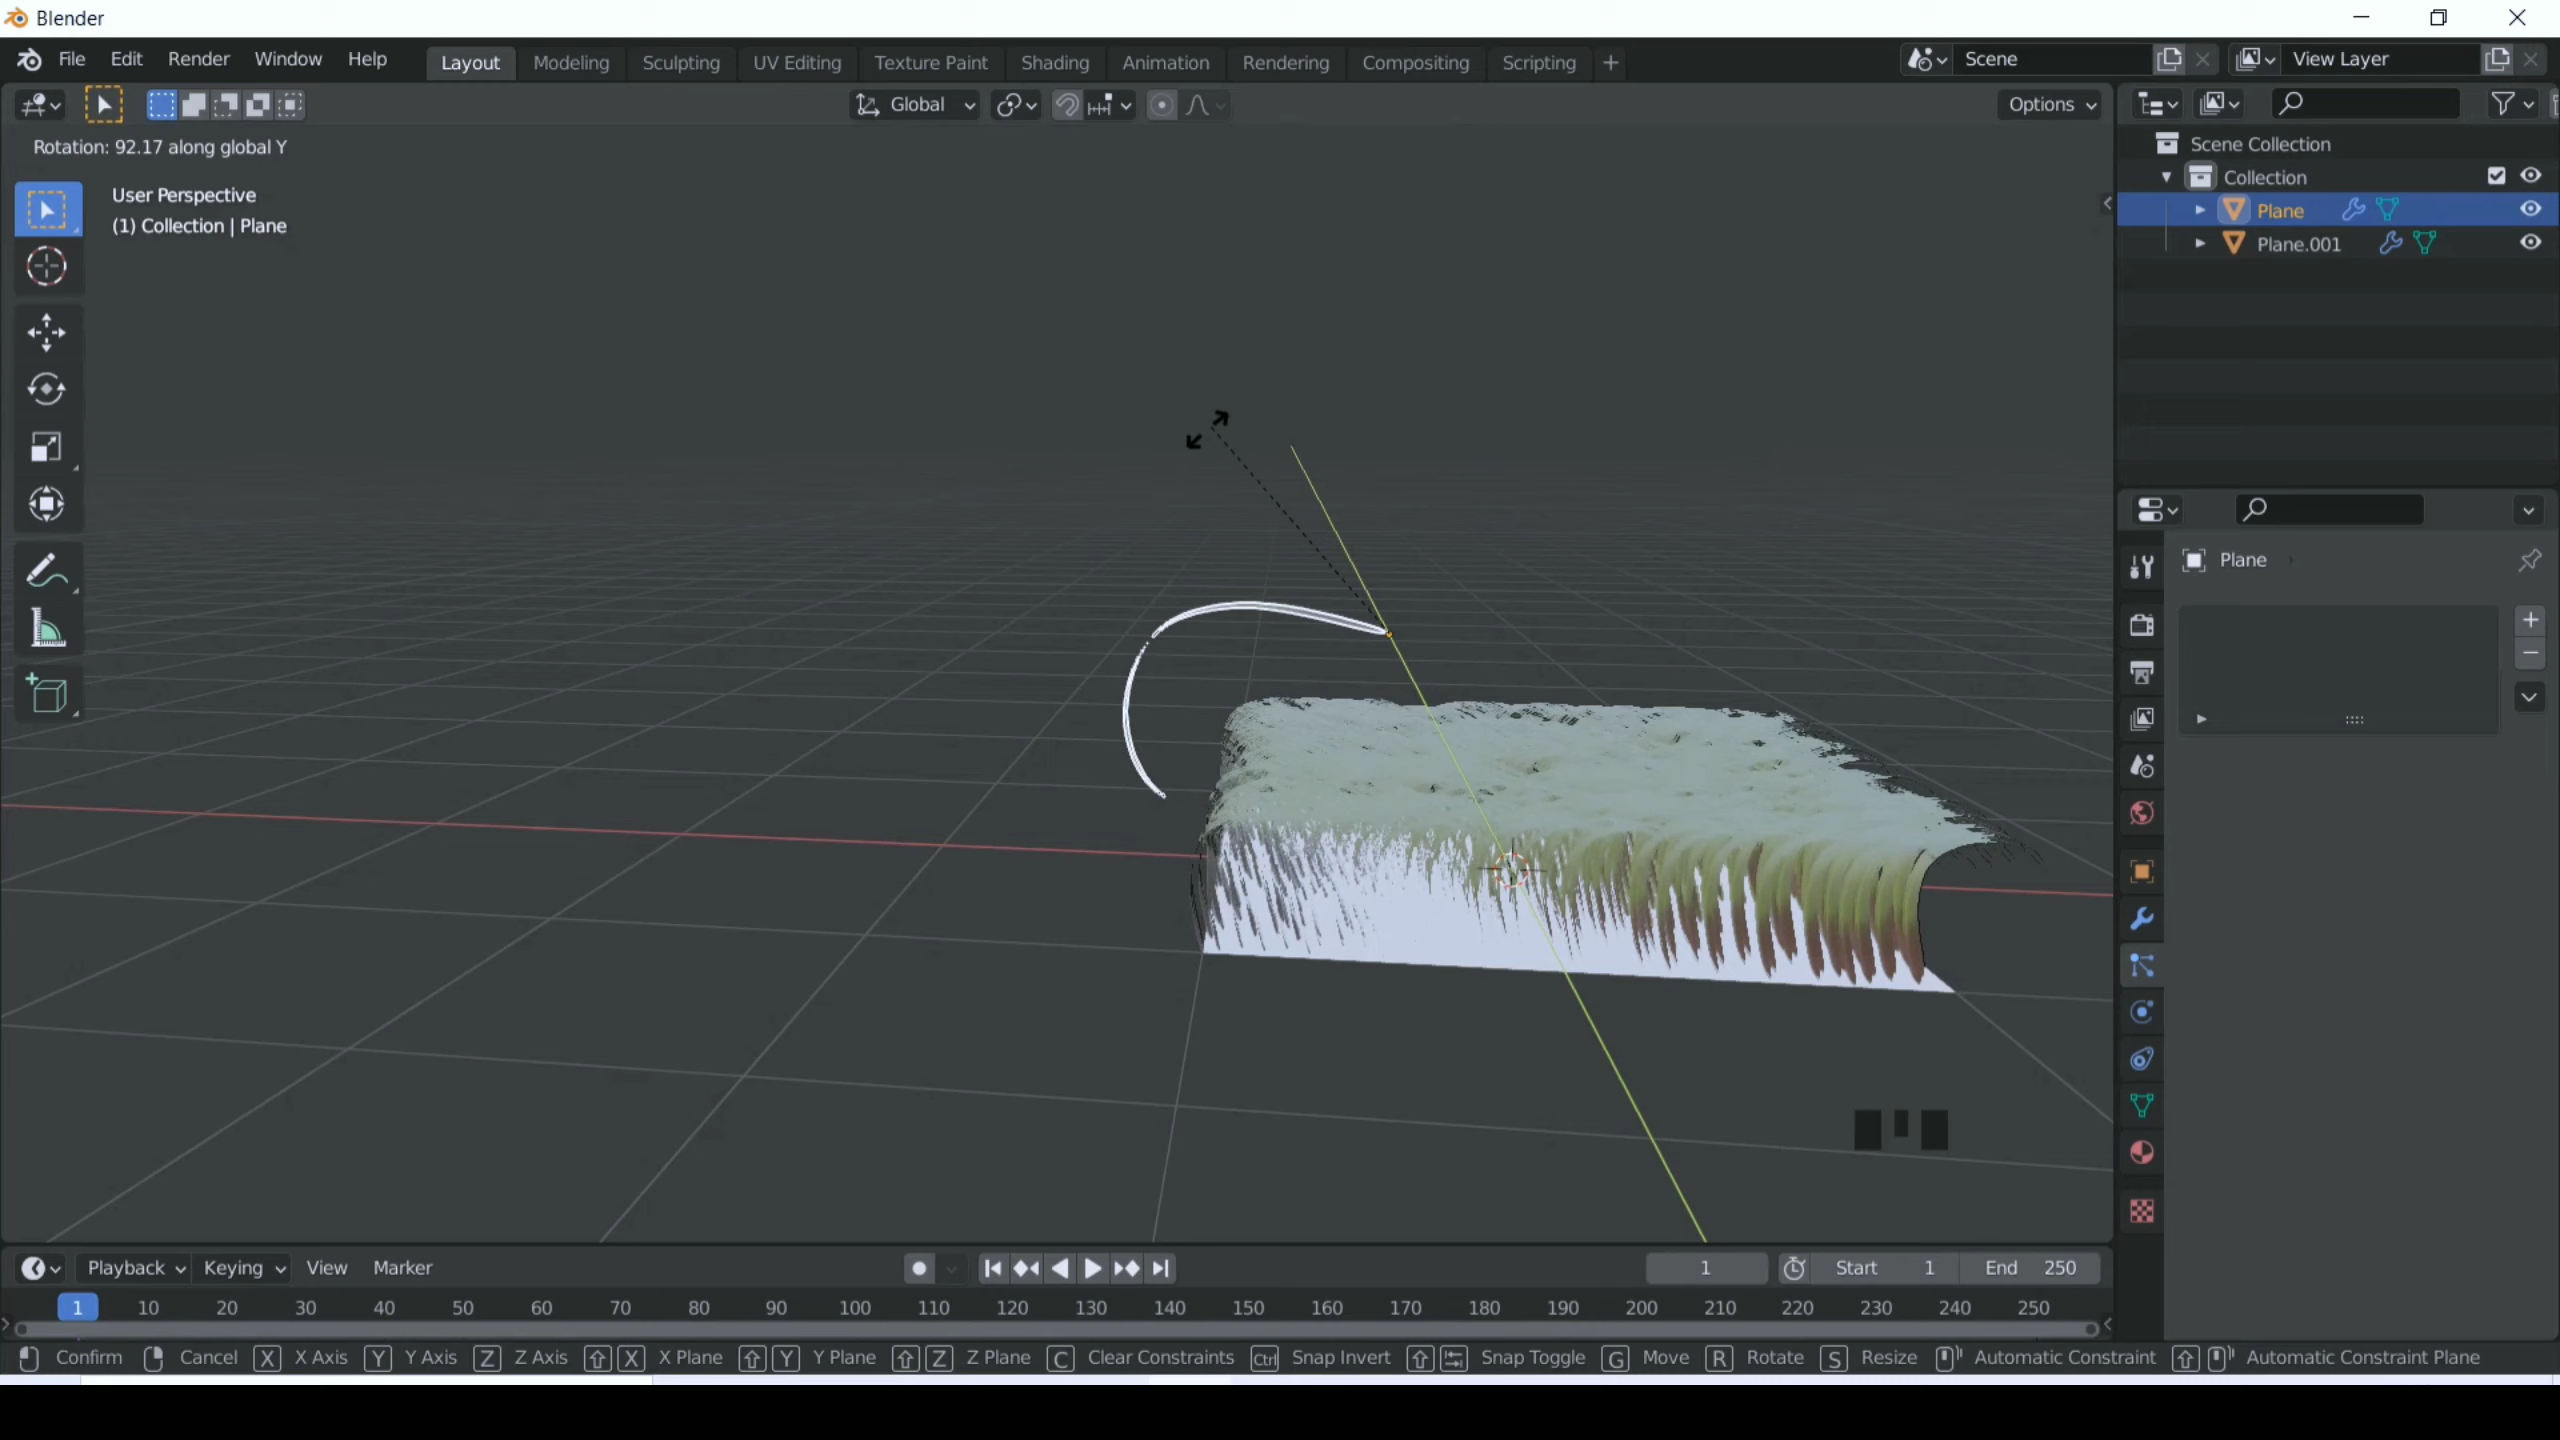 Blender
File Edit Render Window Help Layout Modeling Sculpting UV Editing Texture Paint Shading Animation Rendering Compositing Scripting + Scene View Layer
Global Options
Rotation: 92.17 along global Y
User Perspective
(1) Collection | Plane
Scene Collection
Collection
Plane
Plane.001
Plane
Playback Keying View Marker 1 Start 1 End 250
1 10 20 30 40 50 60 70 80 90 100 110 120 130 140 150 160 170 180 190 200 210 220 230 240 250
Confirm Cancel X X Axis Y Y Axis Z Z Axis X X Plane Y Y Plane Z Z Plane C Clear Constraints Ctrl Snap Invert Snap Toggle G Move R Rotate S Resize Automatic Constraint Automatic Constraint Plane